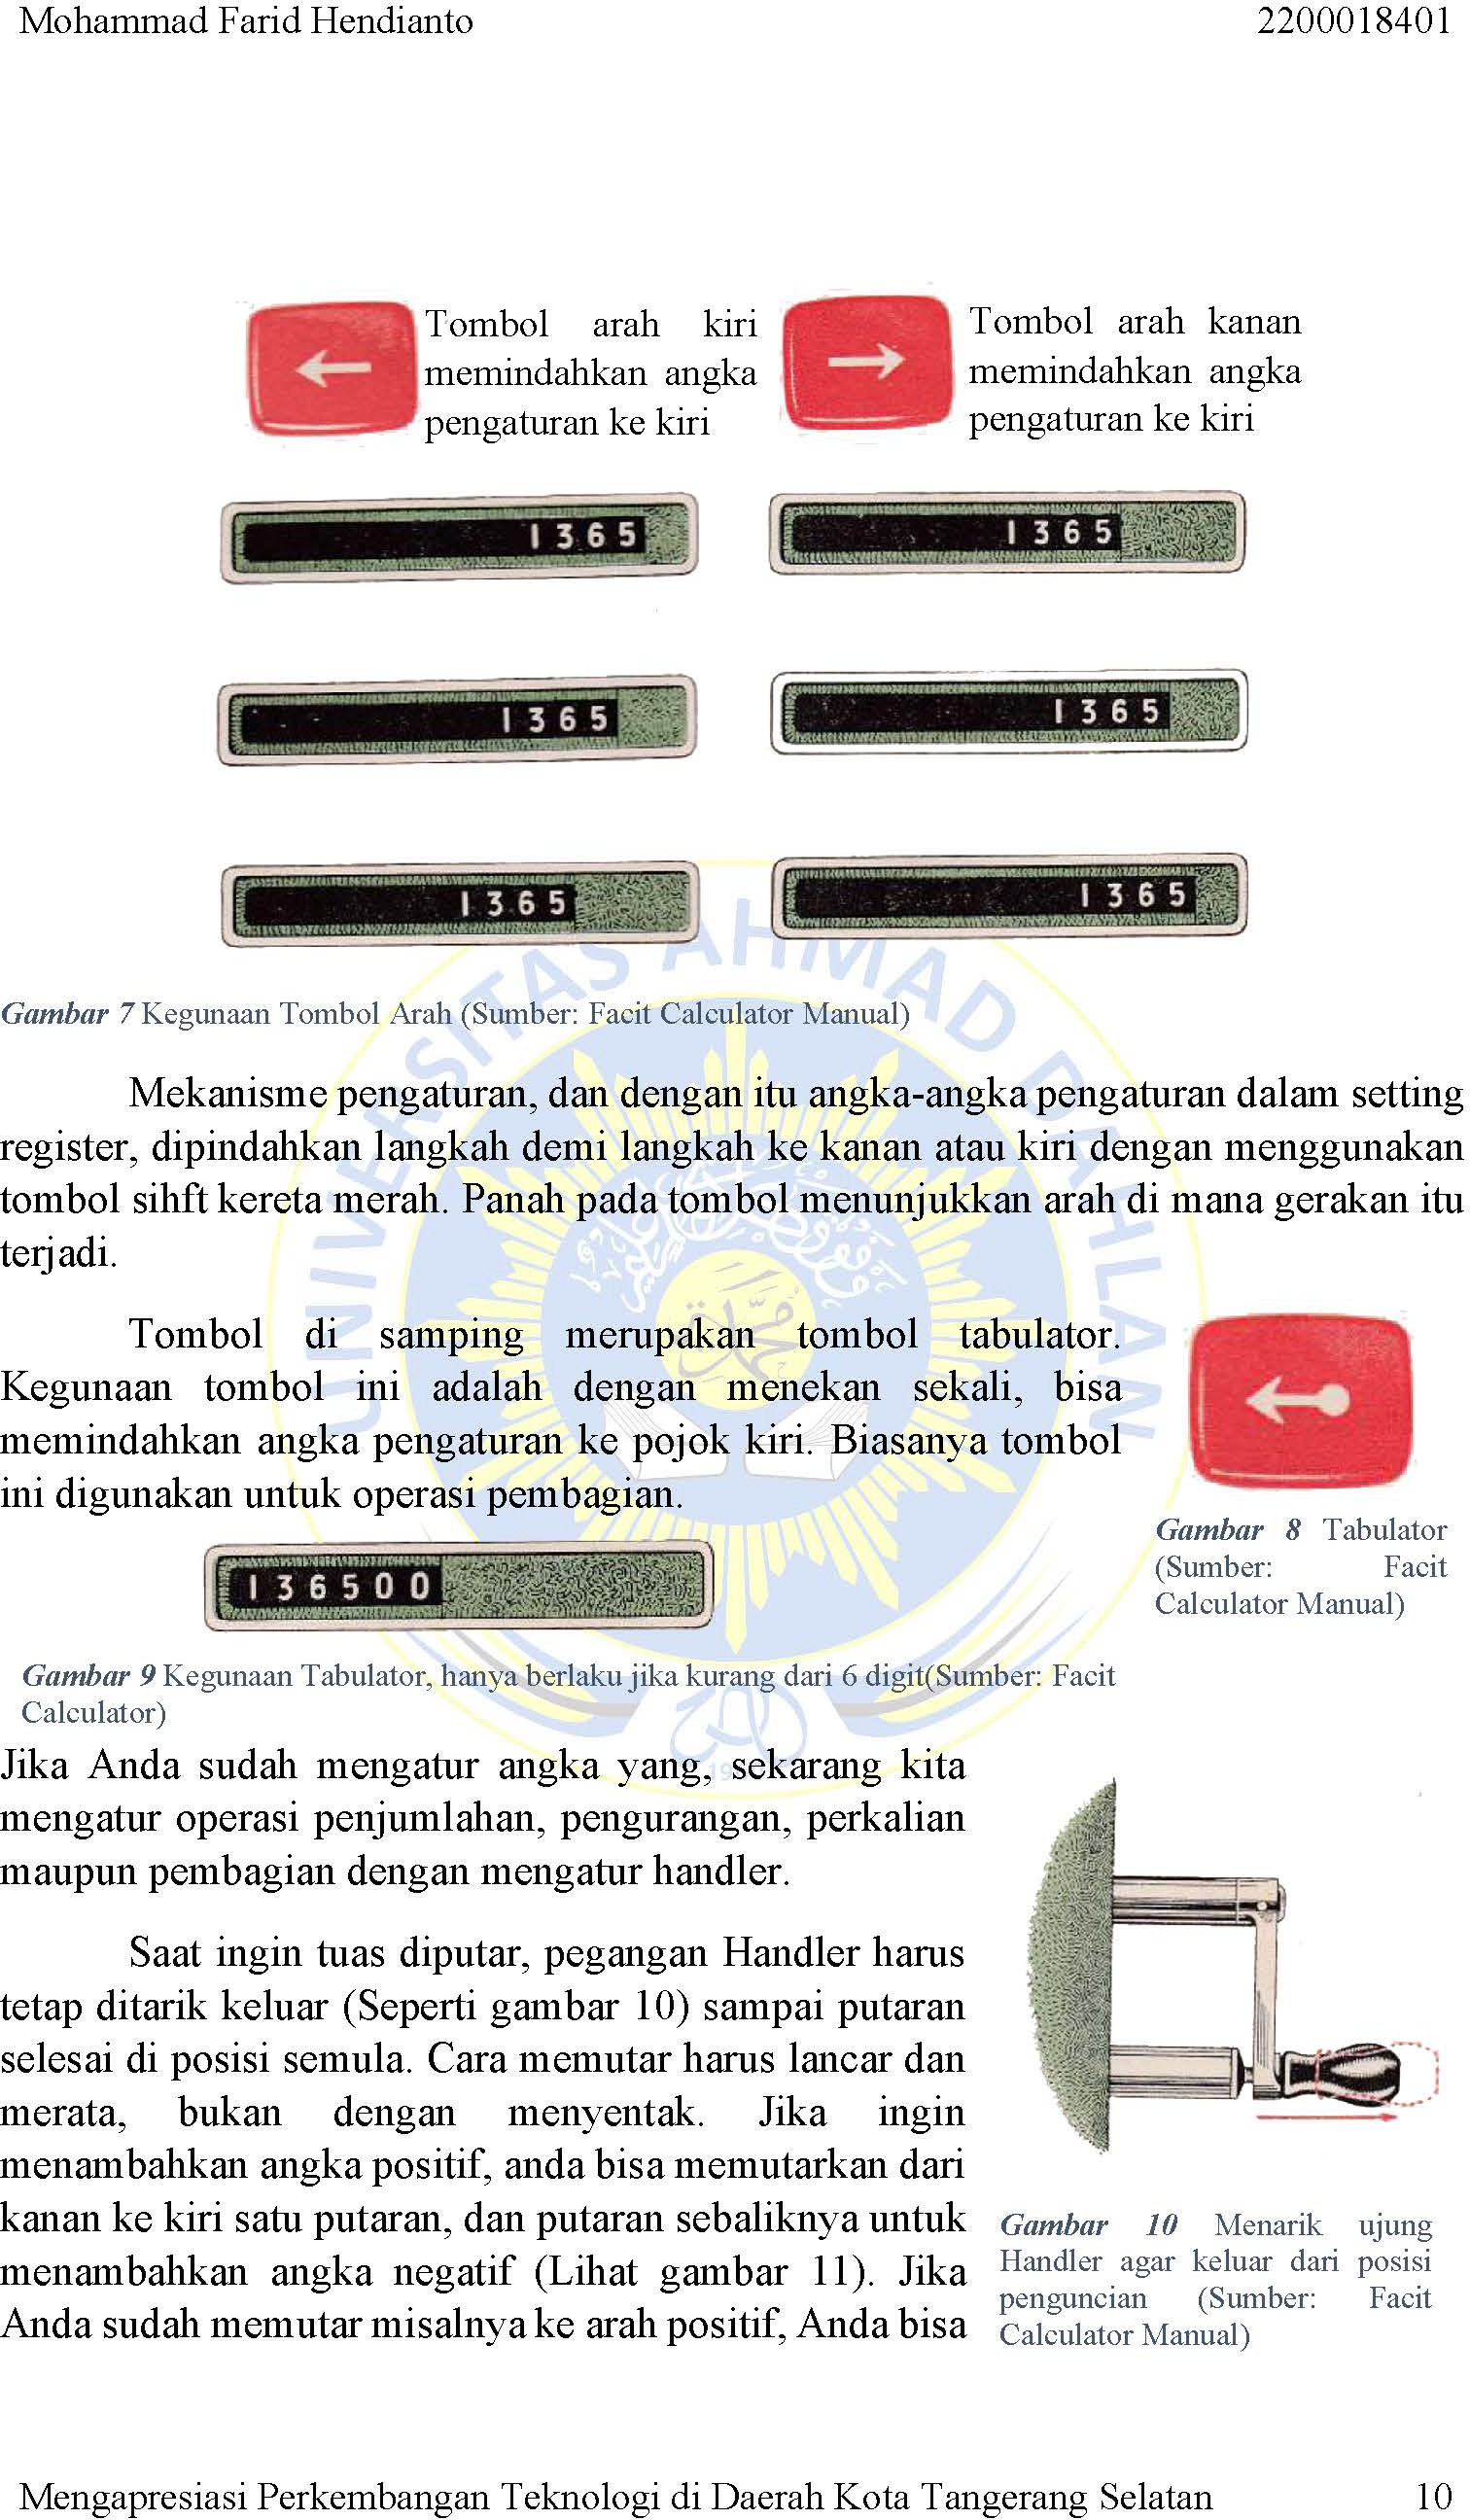 Mohammad Farid Hendianto 2200018401
Tombol arah kiri
memindahkan angka
pengaturan ke kiri
Tombol arah kanan
memindahkan angka
pengaturan ke kiri
1365
1365
1365
1365
1365
1365
Gambar 7 Kegunaan Tombol Arah (Sumber: Facit Calculator Manual)
Mekanisme pengaturan, dan dengan itu angka-angka pengaturan dalam setting
register, dipindahkan langkah demi langkah ke kanan atau kiri dengan menggunakan
tombol sihft kereta merah. Panah pada tombol menunjukkan arah di mana gerakan itu
terjadi.
Tombol di samping merupakan tombol tabulator.
Kegunaan tombol ini adalah dengan menekan sekali, bisa
memindahkan angka pengaturan ke pojok kiri. Biasanya tombol
ini digunakan untuk operasi pembagian.
Gambar 8 Tabulator
(Sumber: Facit
Calculator Manual)
136500
Gambar 9 Kegunaan Tabulator, hanya berlaku jika kurang dari 6 digit(Sumber: Facit
Calculator)
Jika Anda sudah mengatur angka yang, sekarang kita
mengatur operasi penjumlahan, pengurangan, perkalian
maupun pembagian dengan mengatur handler.
Saat ingin tuas diputar, pegangan Handler harus
tetap ditarik keluar (Seperti gambar 10) sampai putaran
selesai di posisi semula. Cara memutar harus lancar dan
merata, bukan dengan menyentak. Jika ingin
menambahkan angka positif, anda bisa memutarkan dari
kanan ke kiri satu putaran, dan putaran sebaliknya untuk
menambahkan angka negatif (Lihat gambar 11). Jika
Anda sudah memutar misalnya ke arah positif, Anda bisa
Gambar 10 Menarik ujung
Handler agar keluar dari posisi
penguncian (Sumber: Facit
Calculator Manual)
UNIVERSITAS AHMAD DAHLAN
Mengapresiasi Perkembangan Teknologi di Daerah Kota Tangerang Selatan 10